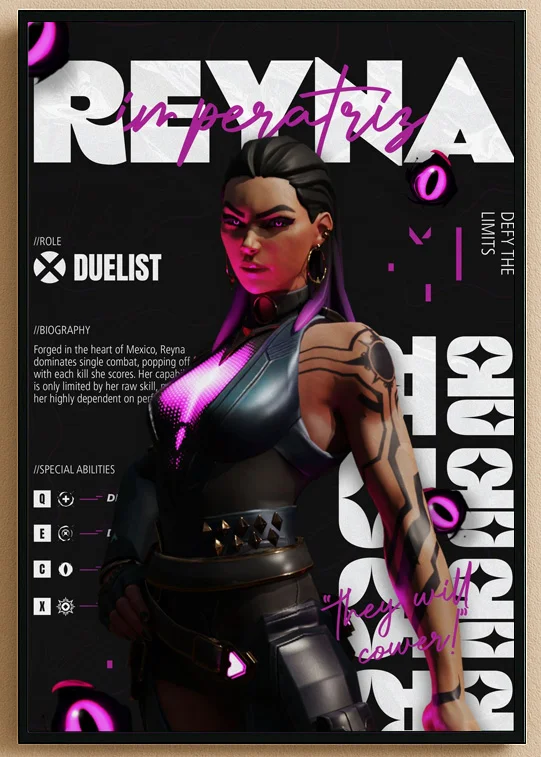 REYNA
imperatriz
DEFY THE
LIMITS
//ROLE
DUELIST
//BIOGRAPHY
Forged in the heart of Mexico, Reyna
dominates single combat, popping off
with each kill she scores. Her
is only limited by her raw skill,
her highly dependent on
//SPECIAL ABILITIES
Q
E
C
X
"they will
cower!"